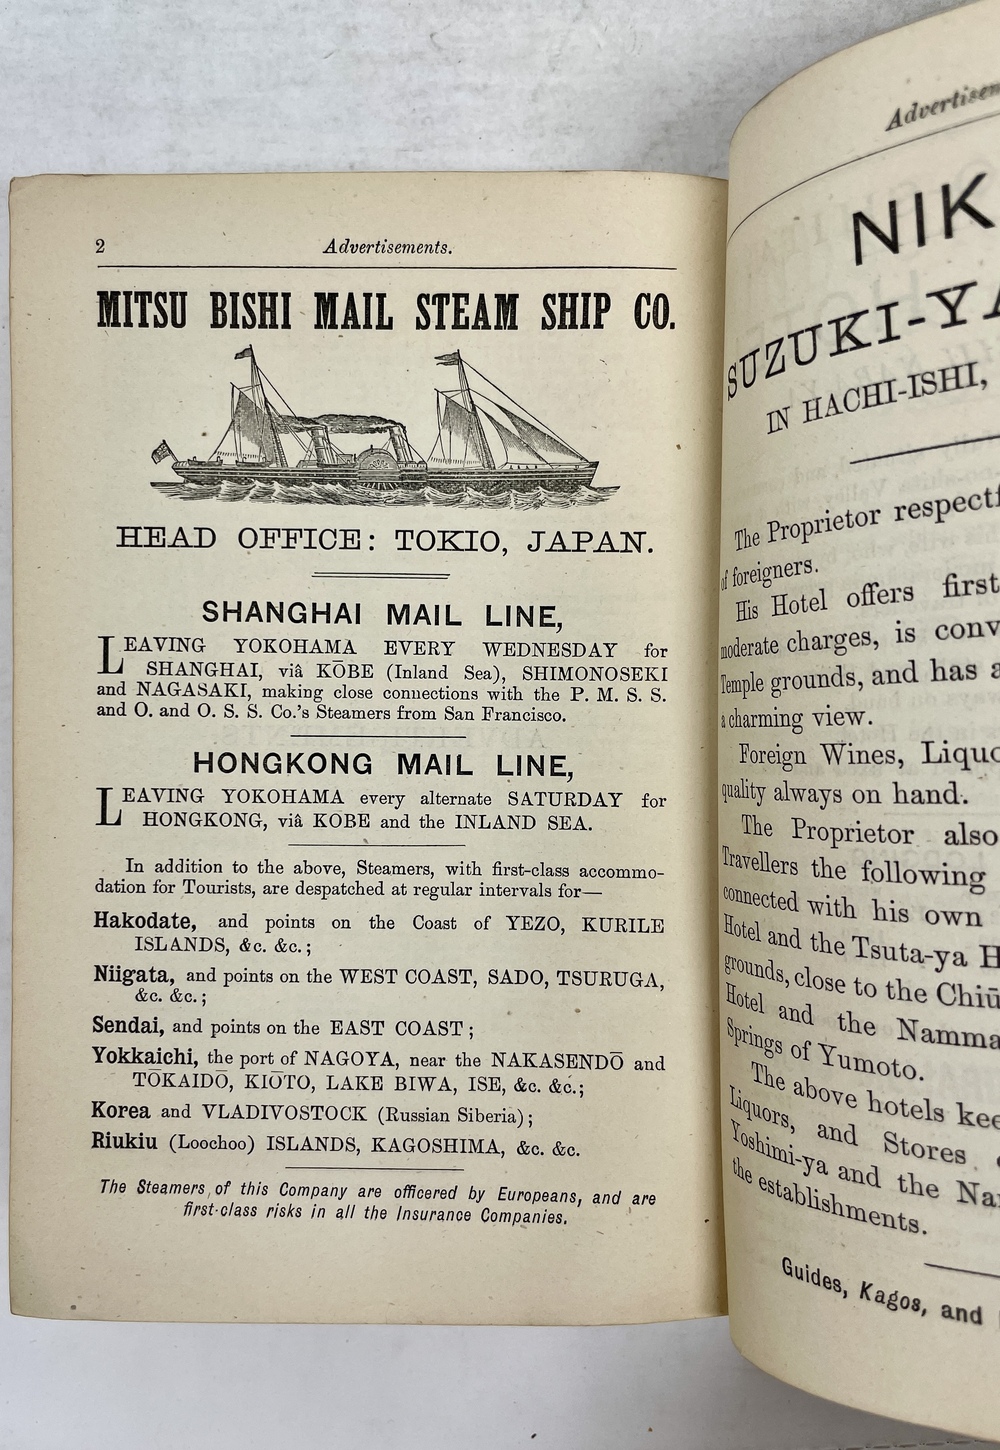 2 Advertisements.
MITSU BISHI MAIL STEAM SHIP CO.
HEAD OFFICE: TOKIO, JAPAN.
SHANGHAI MAIL LINE,
LEAVING YOKOHAMA EVERY WEDNESDAY for
SHANGHAI, viâ KŌBE (Inland Sea), SHIMONOSEKI
and NAGASAKI, making close connections with the P. M. S. S.
and O. and O. S. S. Co.'s Steamers from San Francisco.
HONGKONG MAIL LINE,
LEAVING YOKOHAMA every alternate SATURDAY for
HONGKONG, viâ KOBE and the INLAND SEA.
In addition to the above, Steamers, with first-class accommo-
dation for Tourists, are despatched at regular intervals for—
Hakodate, and points on the Coast of YEZO, KURILE
ISLANDS, &c. &c.;
Niigata, and points on the WEST COAST, SADO, TSURUGA,
&c. &c.;
Sendai, and points on the EAST COAST;
Yokkaichi, the port of NAGOYA, near the NAKASENDŌ and
TŌKAIDŌ, KIŌTO, LAKE BIWA, ISE, &c. &c.;
Korea and VLADIVOSTOCK (Russian Siberia);
Riukiu (Loochoo) ISLANDS, KAGOSHIMA, &c. &c.
The Steamers of this Company are officered by Europeans, and are
first-class risks in all the Insurance Companies.
Advertisem
NIK
SUZUKI-YA
IN HACHI-ISHI,
The Proprietor respectf
of foreigners.
His Hotel offers first
moderate charges, is conv
Temple grounds, and has a
a charming view.
Foreign Wines, Liquo
quality always on hand.
The Proprietor also
Travellers the following
connected with his own
Hotel and the Tsuta-ya H
grounds, close to the Chiū
Hotel and the Namma
Springs of Yumoto.
The above hotels kee
Liquors, and Stores
Yoshimi-ya and the Na
the establishments.
Guides, Kagos, and